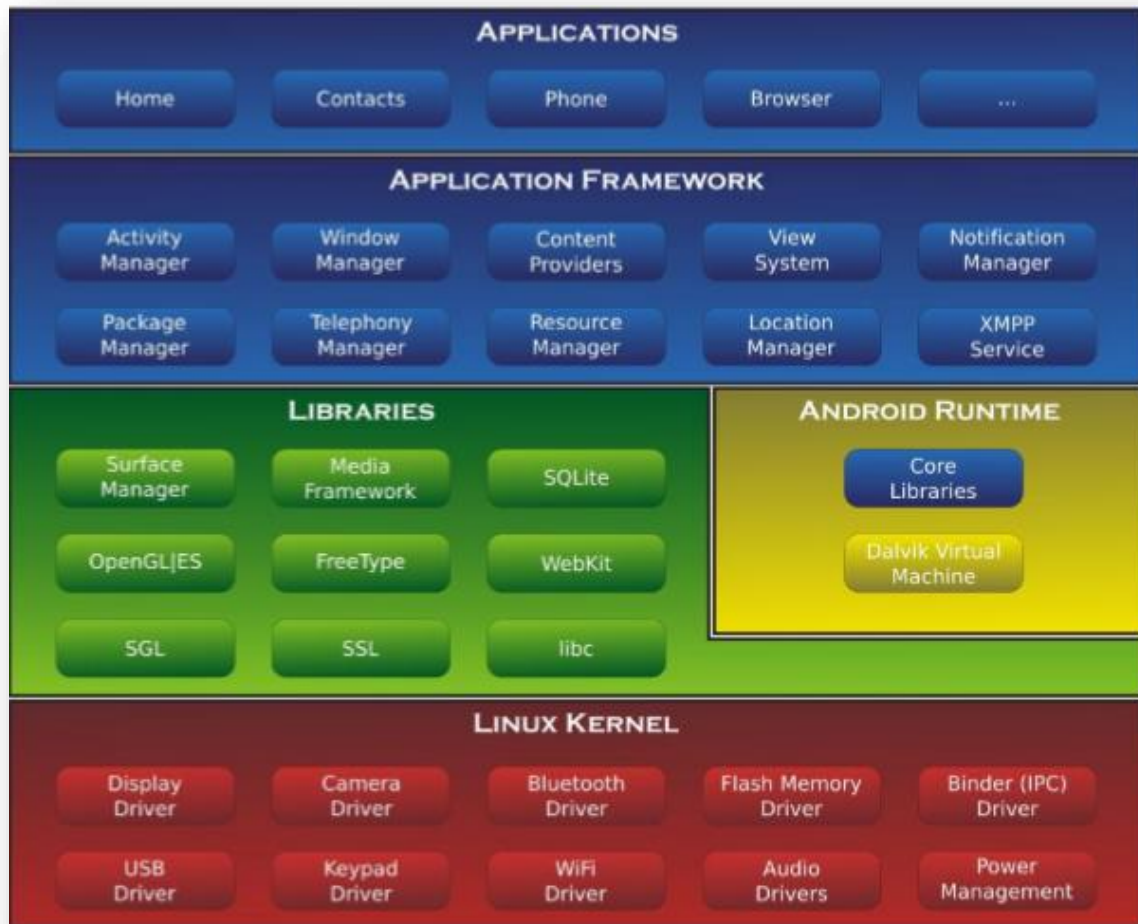 APPLICATIONS
Home
Contacts
Phone
Browser
...
APPLICATION FRAMEWORK
Activity
Manager
Window
Manager
Content
Providers
View
System
Notification
Manager
Package
Manager
Telephony
Manager
Resource
Manager
Location
Manager
XMPP
Service
LIBRARIES
Surface
Manager
Media
Framework
SQLite
OpenGL|ES
FreeType
WebKit
SGL
SSL
libc
ANDROID RUNTIME
Core
Libraries
Dalvik Virtual
Machine
LINUX KERNEL
Display
Driver
Camera
Driver
Bluetooth
Driver
Flash Memory
Driver
Binder (IPC)
Driver
USB
Driver
Keypad
Driver
WiFi
Driver
Audio
Drivers
Power
Management